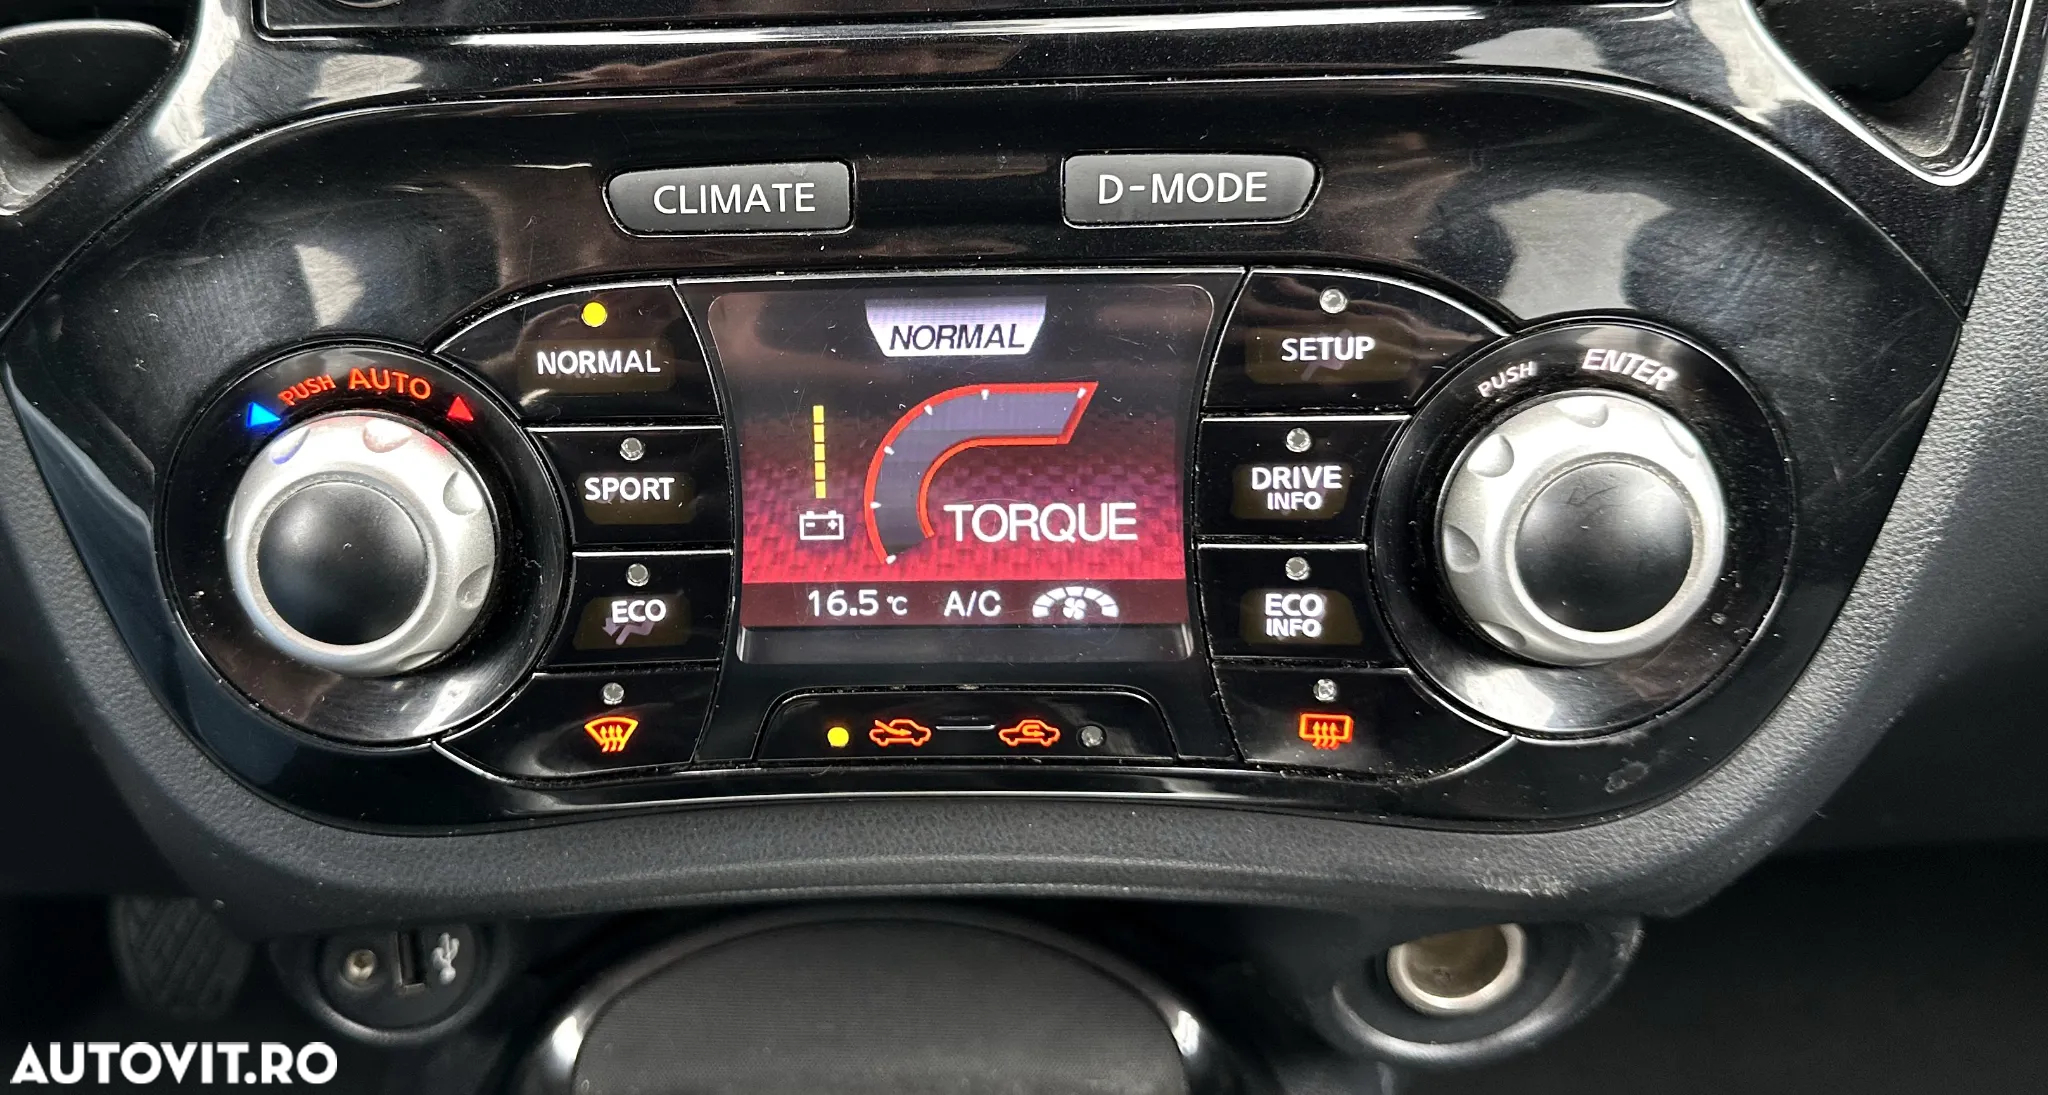 CLIMATE
D-MODE
PUSH AUTO
NORMAL
SPORT
ECO
NORMAL
TORQUE
16.5°C A/C
SETUP
DRIVE
INFO
ECO
INFO
PUSH ENTER
AUTOVIT.RO